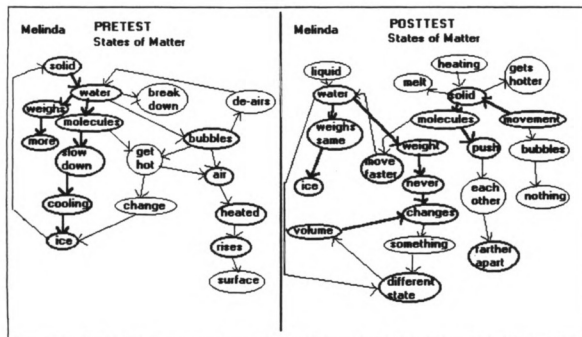 Melinda PRETEST
States of Matter
solid
water
break
down
de-airs
weighs
molecules
more
get
hot
bubbles
slow
down
air
cooling
change
heated
ice
rises
surface
Melinda POSTTEST
States of Matter
liquid
heating
gets
hotter
melt
solid
water
molecules
movement
weighs
same
weight
push
bubbles
move
faster
ice
never
each
other
nothing
volume
changes
something
farther
apart
different
state